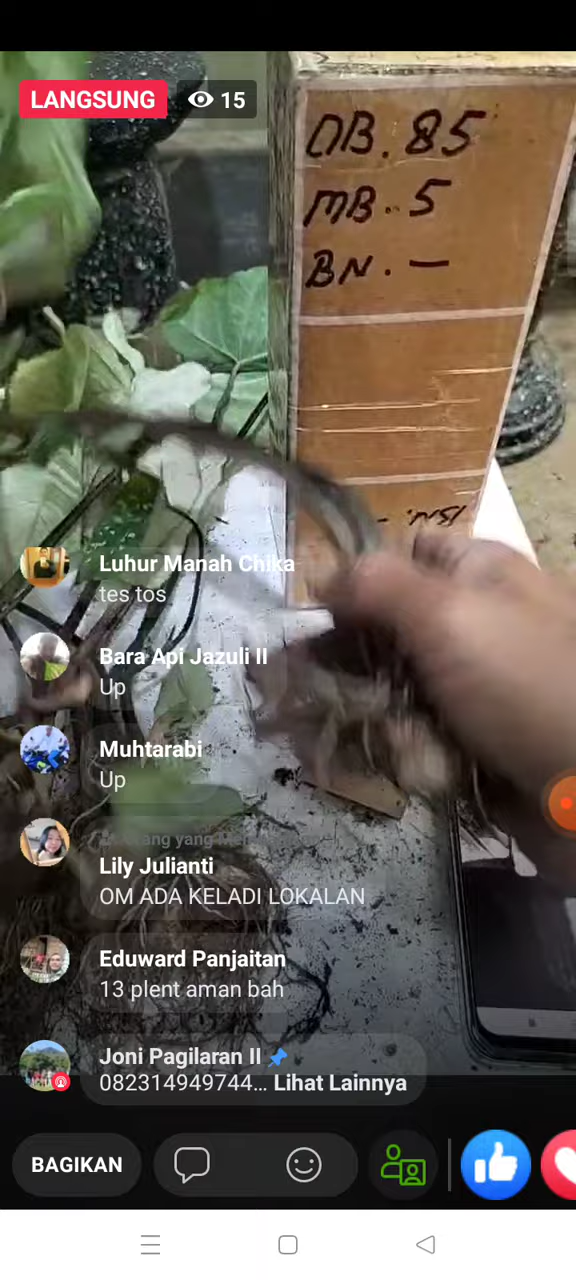 LANGSUNG
15
OB. 85
MB. 5
BN. -
Luhur Manah Chika
tes tos
Bara Api Jazuli II
Up
Muhtarabi
Up
Lily Julianti
OM ADA KELADI LOKALAN
Eduward Panjaitan
13 plent aman bah
Joni Pagilaran II
082314949744... Lihat Lainnya
BAGIKAN